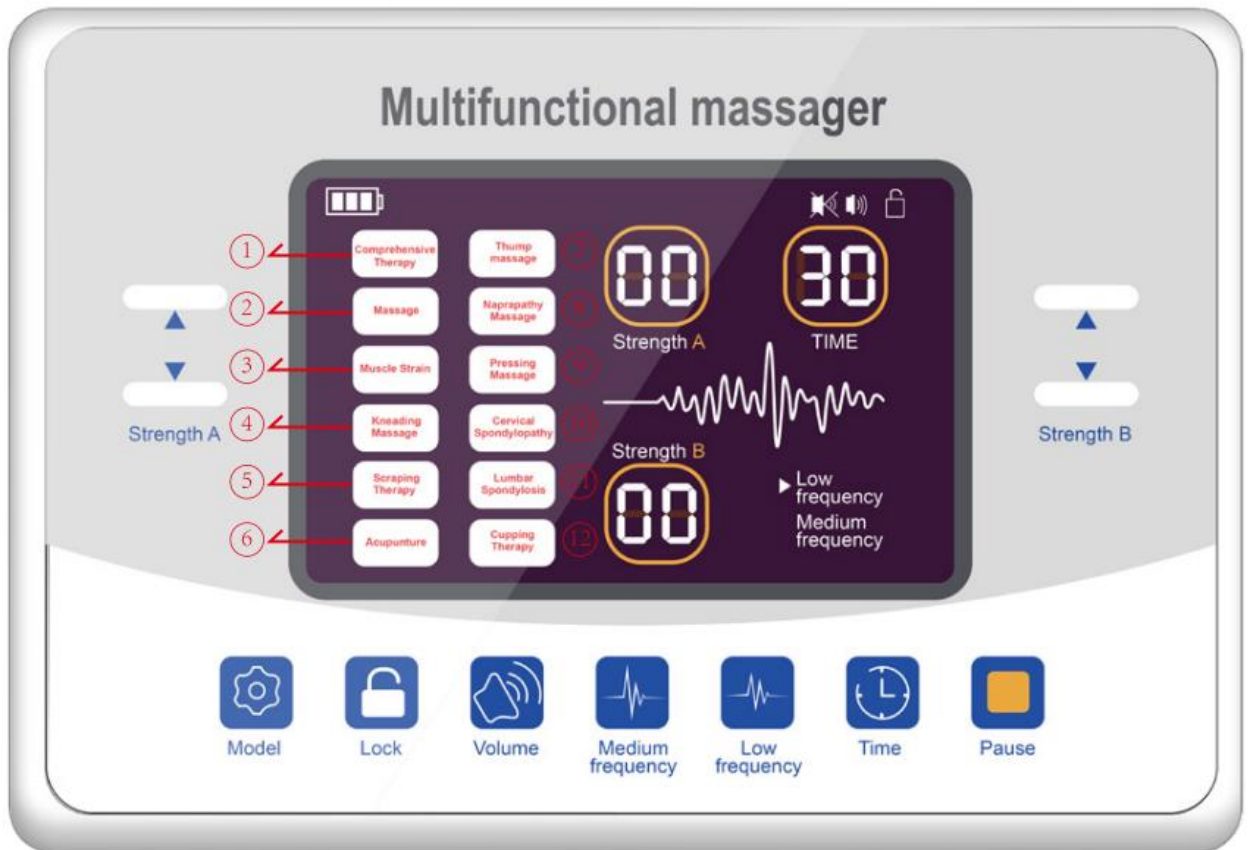 Multifunctional massager
① Comprehensive
Therapy
Thump
massage ⑦
② Massage
Naprapathy
Massage ⑧
③ Muscle Strain
Pressing
Massage ⑨
④ Kneading
Massage
Cervical
Spondylopathy ⑩
⑤ Scraping
Therapy
Lumbar
Spondylosis ⑪
⑥ Acupunture
Cupping
Therapy ⑫
00
Strength A
30
TIME
Strength B
00
Low
frequency
Medium
frequency
Strength A
Strength B
Model
Lock
Volume
Medium
frequency
Low
frequency
Time
Pause